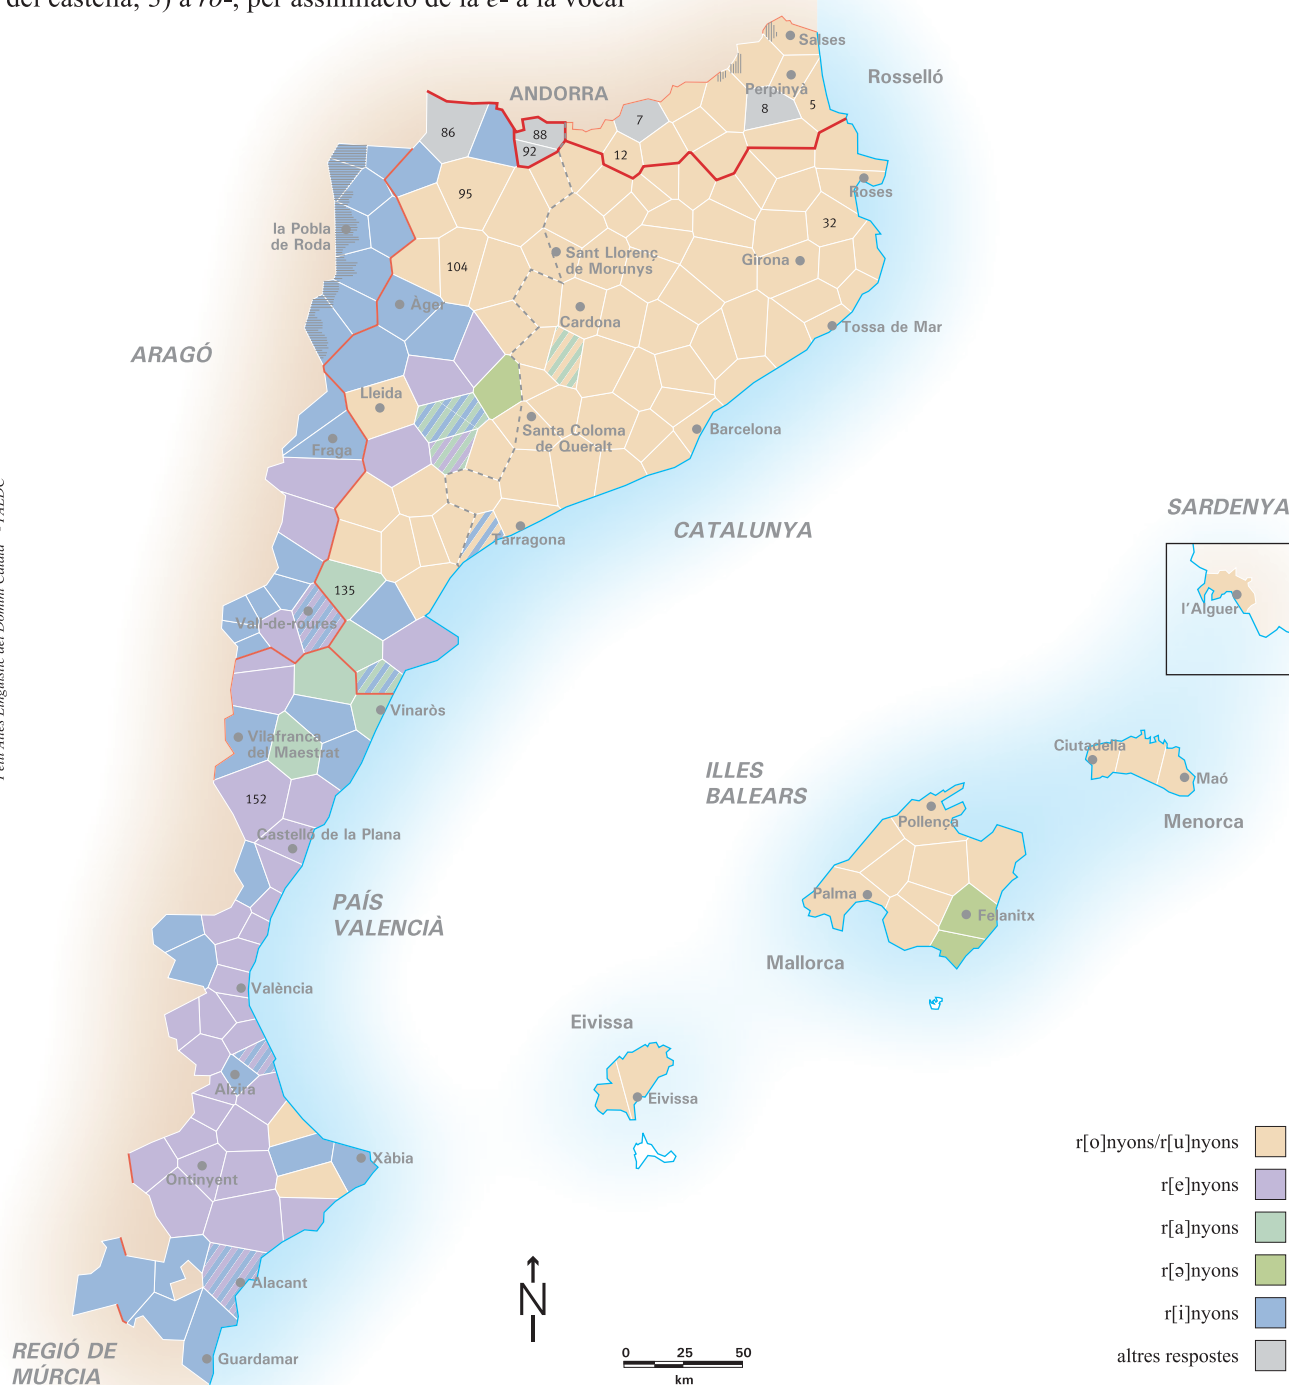 del castellà; 3) a ro-, per assimilació de la e- a la vocal
Salses
Rosselló
ANDORRA
Perpinyà
86
88
92
7
8
5
12
95
Roses
la Pobla
de Roda
32
104
Sant Llorenç
de Morunys
Girona
Àger
Cardona
Tossa de Mar
ARAGÓ
Lleida
Santa Coloma
de Queralt
Barcelona
Fraga
SARDENYA
CATALUNYA
Tarragona
135
l'Alguer
Vall-de-roures
Vinaròs
Vilafranca
del Maestrat
Ciutadella
ILLES
BALEARS
Maó
152
Pollença
Menorca
Castelló de la Plana
PAÍS
VALENCIÀ
Palma
Felanitx
Mallorca
València
Eivissa
Alzira
Eivissa
r[o]nyons/r[u]nyons
Xàbia
Ontinyent
r[e]nyons
r[a]nyons
r[ə]nyons
Alacant
N
r[i]nyons
REGIÓ DE
MÚRCIA
Guardamar
0 25 50
km
altres respostes